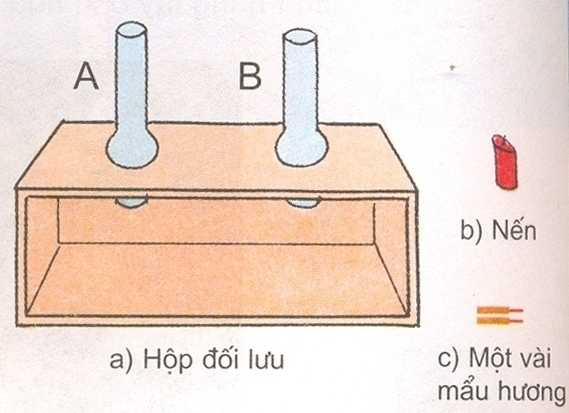 A B
b) Nến
a) Hộp đối lưu
c) Một vài
mẩu hương